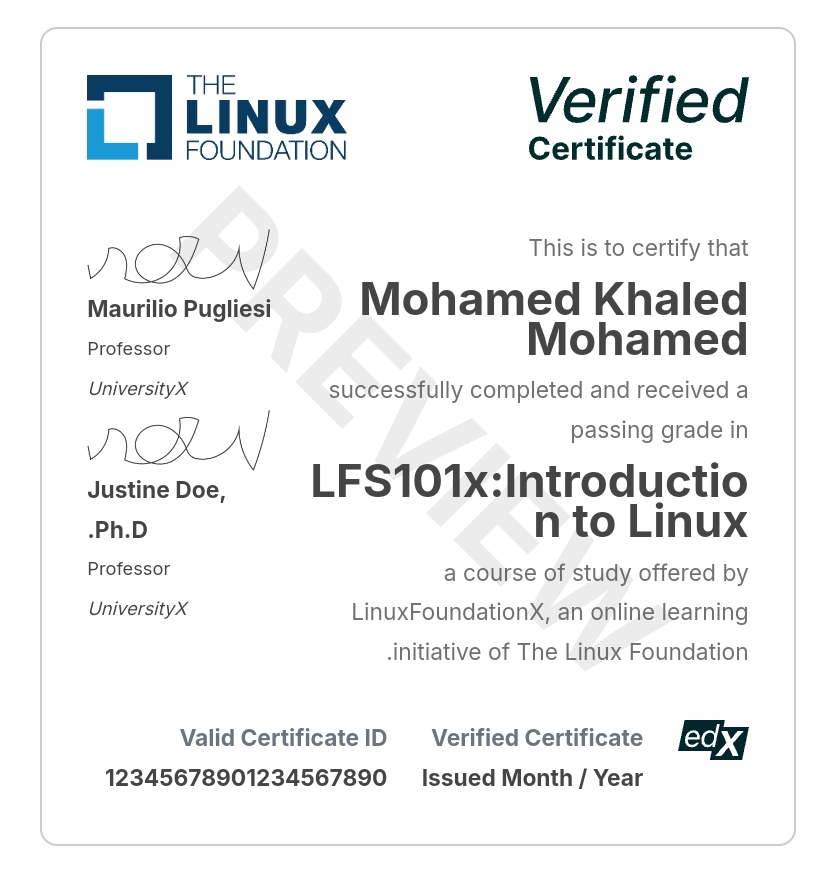 THE
LINUX
FOUNDATION
Verified
Certificate
This is to certify that
Mohamed Khaled
Mohamed
successfully completed and received a
passing grade in
LFS101x:Introductio
n to Linux
a course of study offered by
LinuxFoundationX, an online learning
.initiative of The Linux Foundation
Maurilio Pugliesi
Professor
UniversityX
Justine Doe,
.Ph.D
Professor
UniversityX
PREVIEW
edX
Verified Certificate
Issued Month / Year
Valid Certificate ID
12345678901234567890